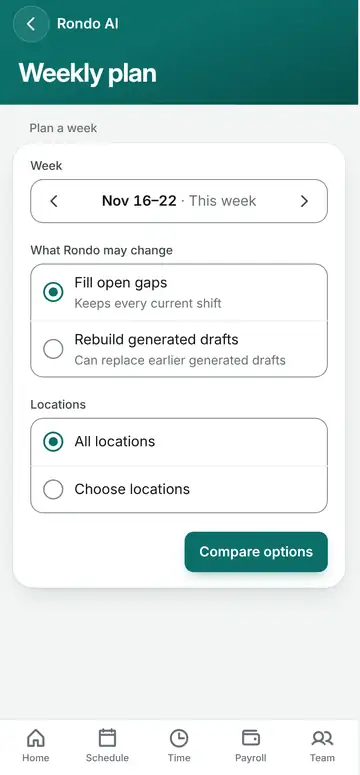 Rondo AI
Weekly plan
Plan a week
Week
Nov 16–22 · This week
What Rondo may change
Fill open gaps
Keeps every current shift
Rebuild generated drafts
Can replace earlier generated drafts
Locations
All locations
Choose locations
Compare options
Home Schedule Time Payroll Team